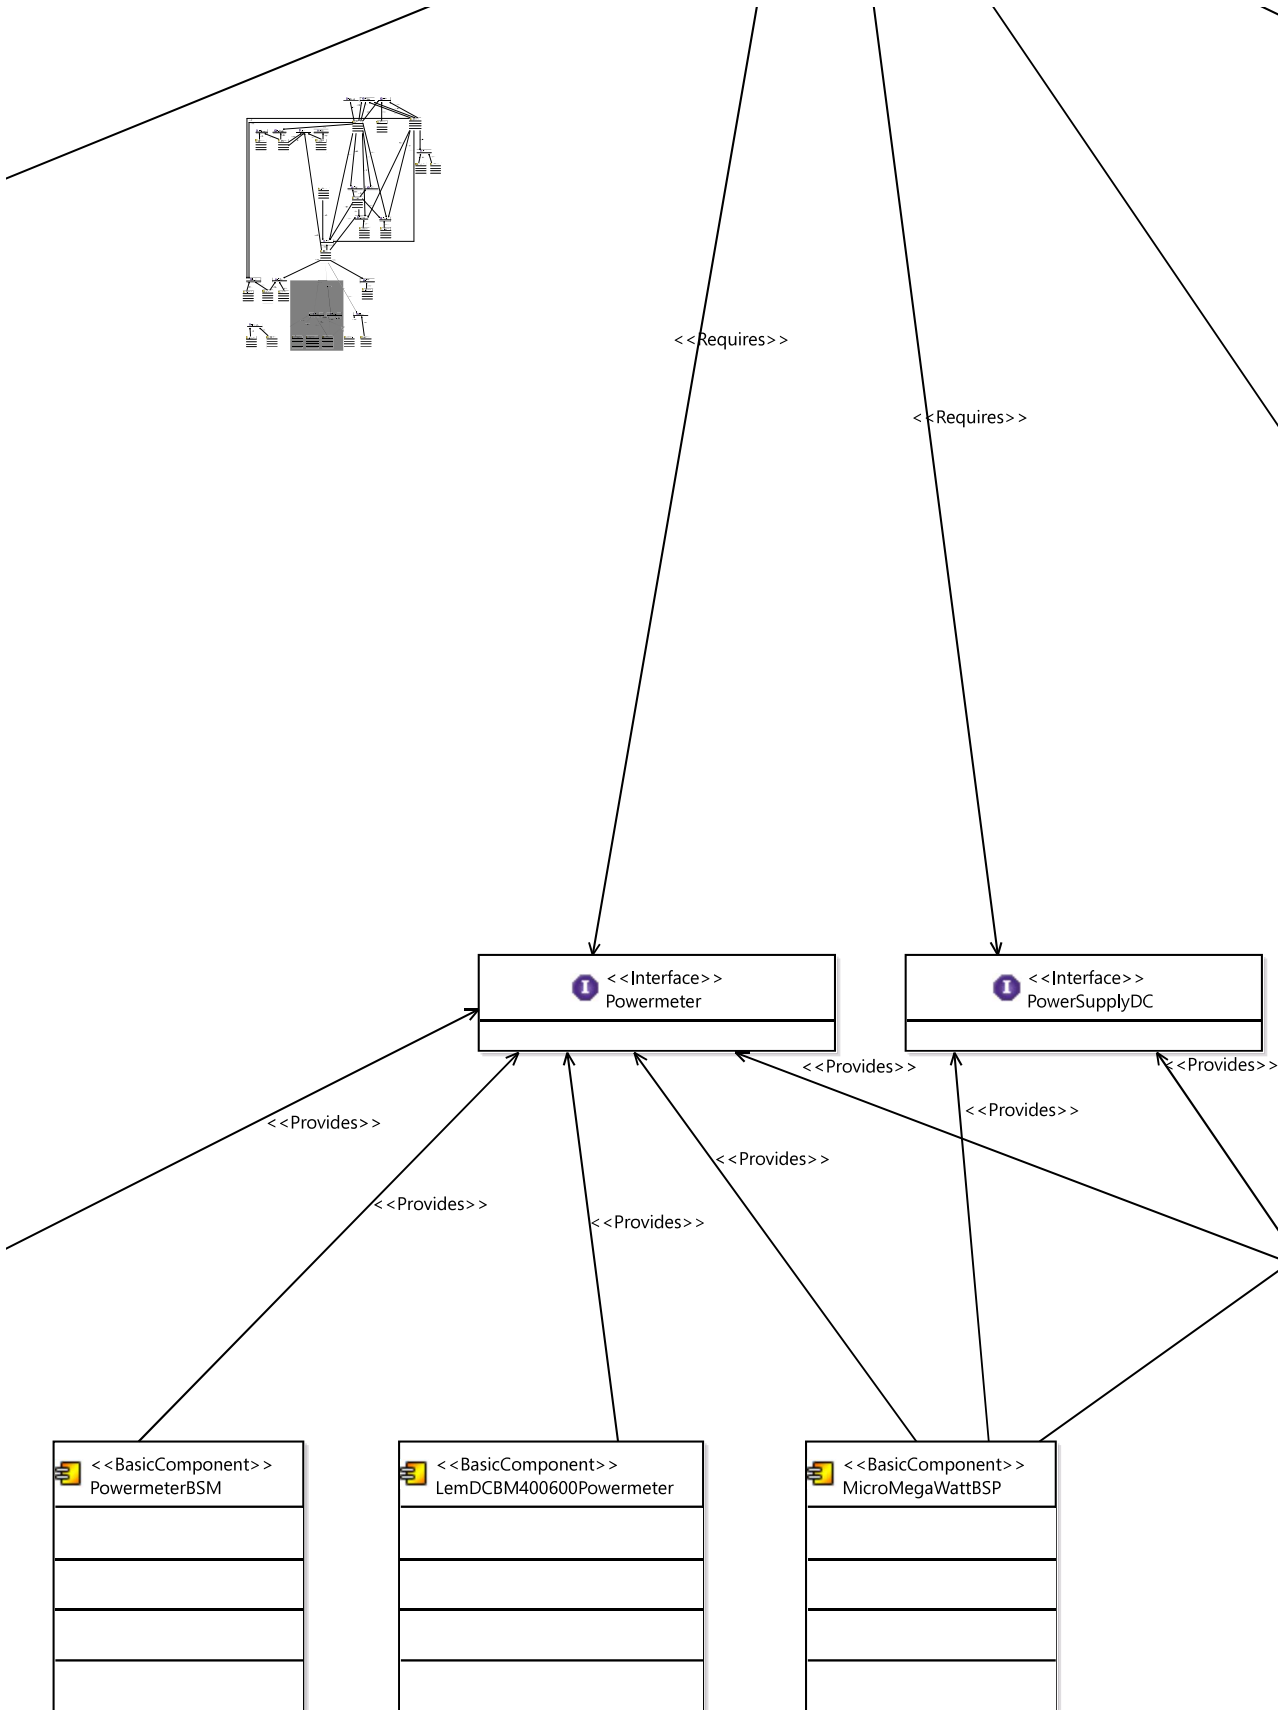 <<Requires>>
<<Requires>>
<<Interface>>
Powermeter
<<Interface>>
PowerSupplyDC
<<Provides>>
<<Provides>>
<<Provides>>
<<Provides>>
<<Provides>>
<<Provides>>
<<Provides>>
<<BasicComponent>>
PowermeterBSM
<<BasicComponent>>
LemDCBM400600Powermeter
<<BasicComponent>>
MicroMegaWattBSP